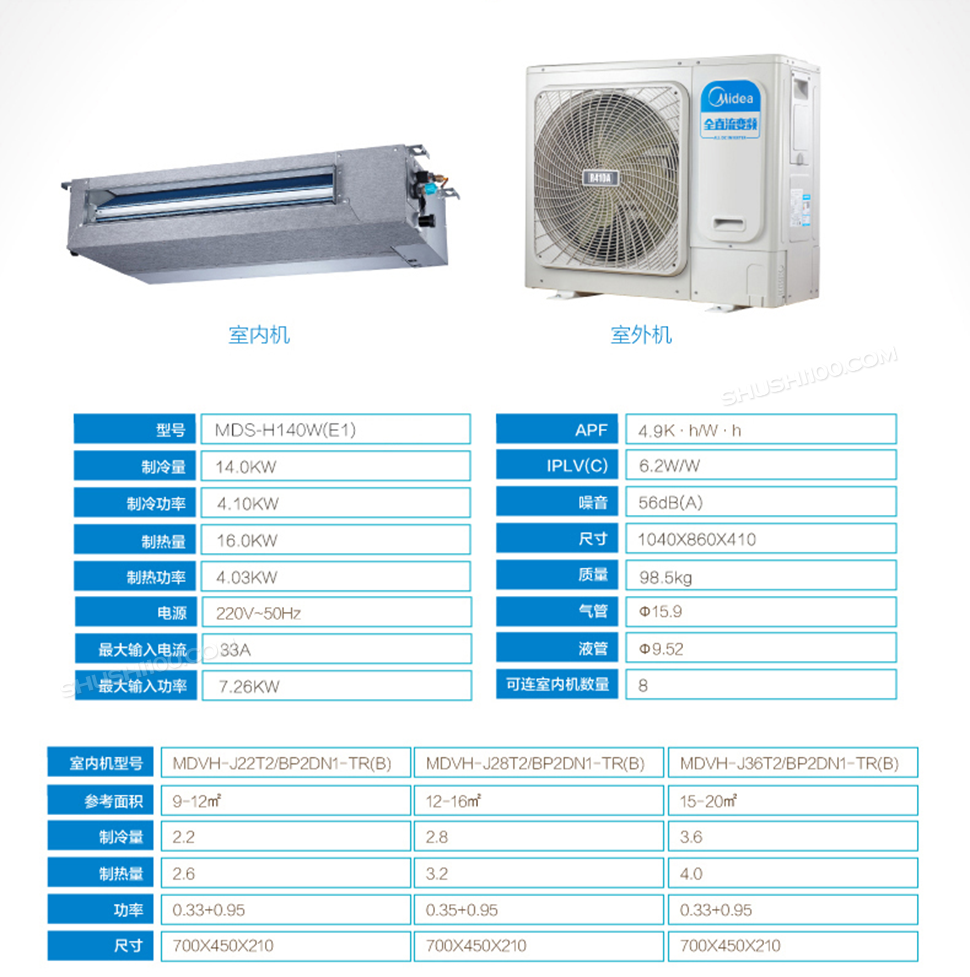 Midea
全直流变频
R410A
室内机
室外机
SHUSHI100.COM
型号 MDS-H140W(E1)
制冷量 14.0KW
制冷功率 4.10KW
制热量 16.0KW
制热功率 4.03KW
电源 220V~50Hz
最大输入电流 33A
最大输入功率 7.26KW
SHUSHI100.COM
APF 4.9K·h/W·h
IPLV(C) 6.2W/W
噪音 56dB(A)
尺寸 1040X860X410
质量 98.5kg
气管 Φ15.9
液管 Φ9.52
可连室内机数量 8
室内机型号 MDVH-J22T2/BP2DN1-TR(B) MDVH-J28T2/BP2DN1-TR(B) MDVH-J36T2/BP2DN1-TR(B)
参考面积 9-12㎡ 12-16㎡ 15-20㎡
制冷量 2.2 2.8 3.6
制热量 2.6 3.2 4.0
功率 0.33+0.95 0.35+0.95 0.33+0.95
尺寸 700X450X210 700X450X210 700X450X210